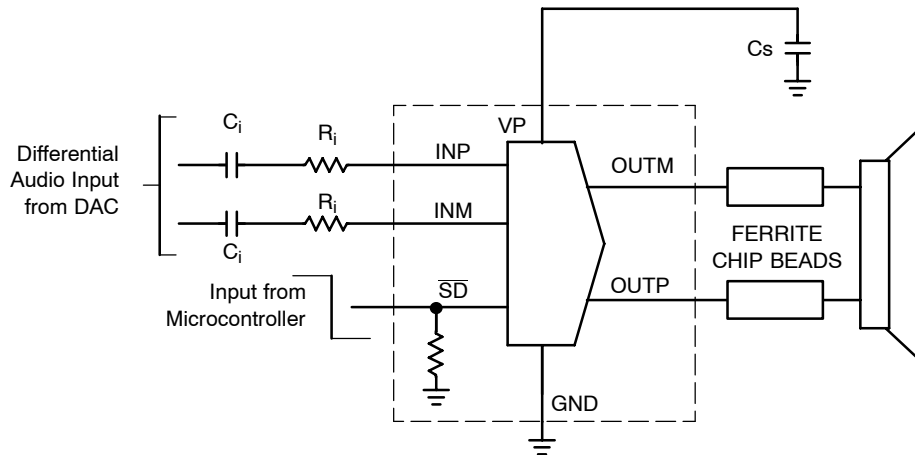 Cs
VP
Differential
Audio Input
from DAC
Cᵢ
Rᵢ
INP
OUTM
Rᵢ
INM
Cᵢ
FERRITE
CHIP BEADS
Input from
Microcontroller
S̅D̅
OUTP
GND